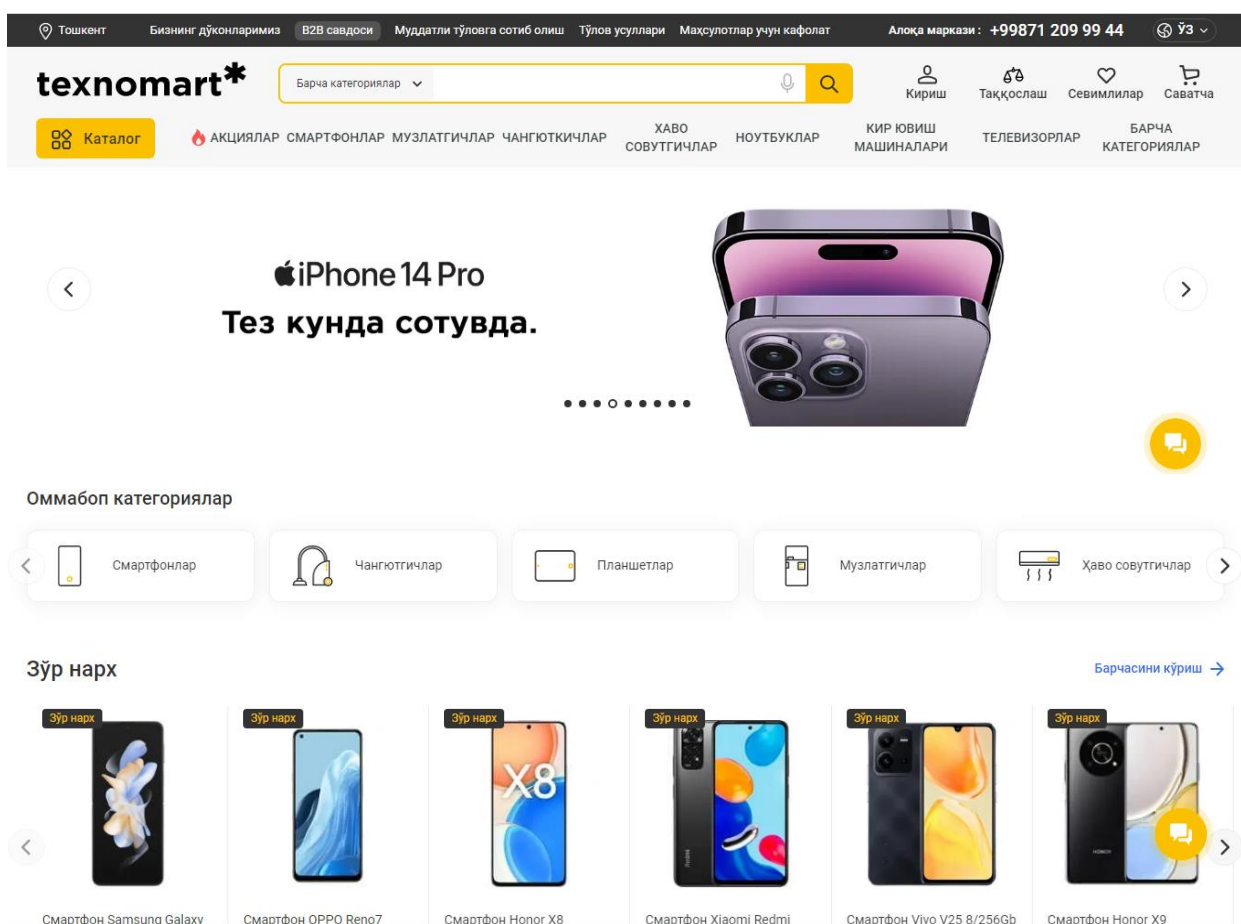 Тошкент Бизнинг дўконларимиз B2B савдоси Муддатли тўловга сотиб олиш Тўлов усуллари Маҳсулотлар учун кафолат Алоқа маркази : +99871 209 99 44 ЎЗ
texnomart*
Барча категориялар
Кириш Таққослаш Севимлилар Саватча
Каталог АКЦИЯЛАР СМАРТФОНЛАР МУЗЛАТГИЧЛАР ЧАНГЮТКИЧЛАР ХАВО СОВУТГИЧЛАР НОУТБУКЛАР КИР ЮВИШ МАШИНАЛАРИ ТЕЛЕВИЗОРЛАР БАРЧА КАТЕГОРИЯЛАР
iPhone 14 Pro
Тез кунда сотувда.
Оммабоп категориялар
Смартфонлар Чангютгичлар Планшетлар Музлатгичлар Ҳаво совутгичлар
Зўр нарх Барчасини кўриш
Зўр нарх Зўр нарх Зўр нарх Зўр нарх Зўр нарх Зўр нарх
X8 Redmi HONOR
Смартфон Samsung Galaxy Смартфон OPPO Reno7 Смартфон Honor X8 Смартфон Xiaomi Redmi Смартфон Vivo V25 8/256Gb Смартфон Honor X9